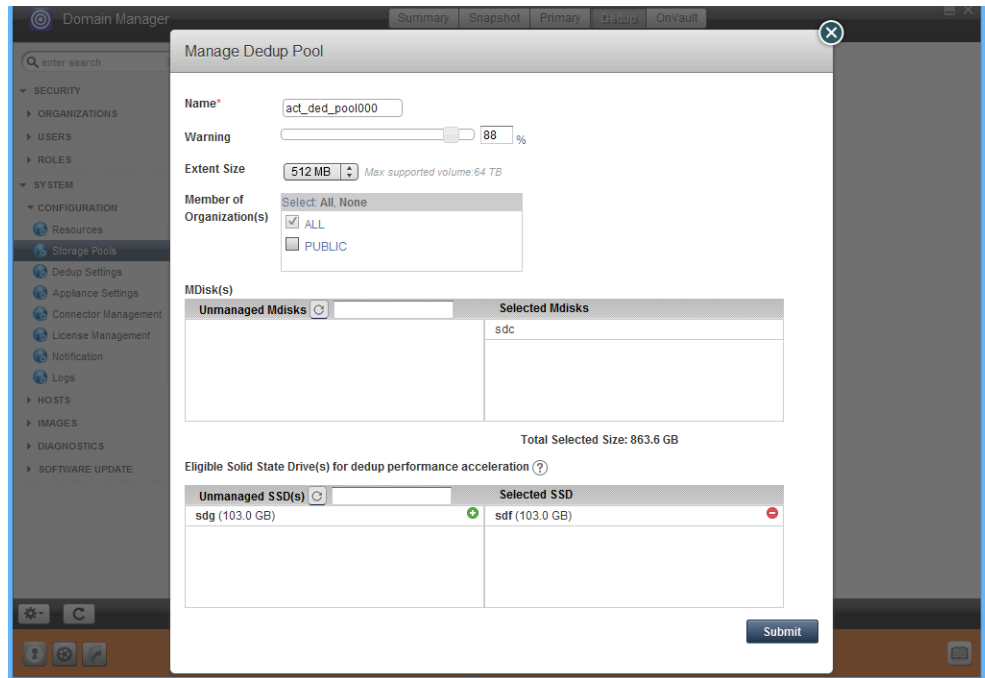 Domain Manager
Summary Snapshot Primary Dedup OnVault
Manage Dedup Pool
enter search
SECURITY
ORGANIZATIONS
USERS
ROLES
SYSTEM
CONFIGURATION
Resources
Storage Pools
Dedup Settings
Appliance Settings
Connector Management
License Management
Notification
Logs
HOSTS
IMAGES
DIAGNOSTICS
SOFTWARE UPDATE
Name* act_ded_pool000
Warning 88 %
Extent Size 512 MB Max supported volume:64 TB
Member of Organization(s)
Select: All, None
ALL
PUBLIC
MDisk(s)
Unmanaged Mdisks Selected Mdisks
sdc
Total Selected Size: 863.6 GB
Eligible Solid State Drive(s) for dedup performance acceleration ?
Unmanaged SSD(s) Selected SSD
sdg (103.0 GB) sdf (103.0 GB)
Submit